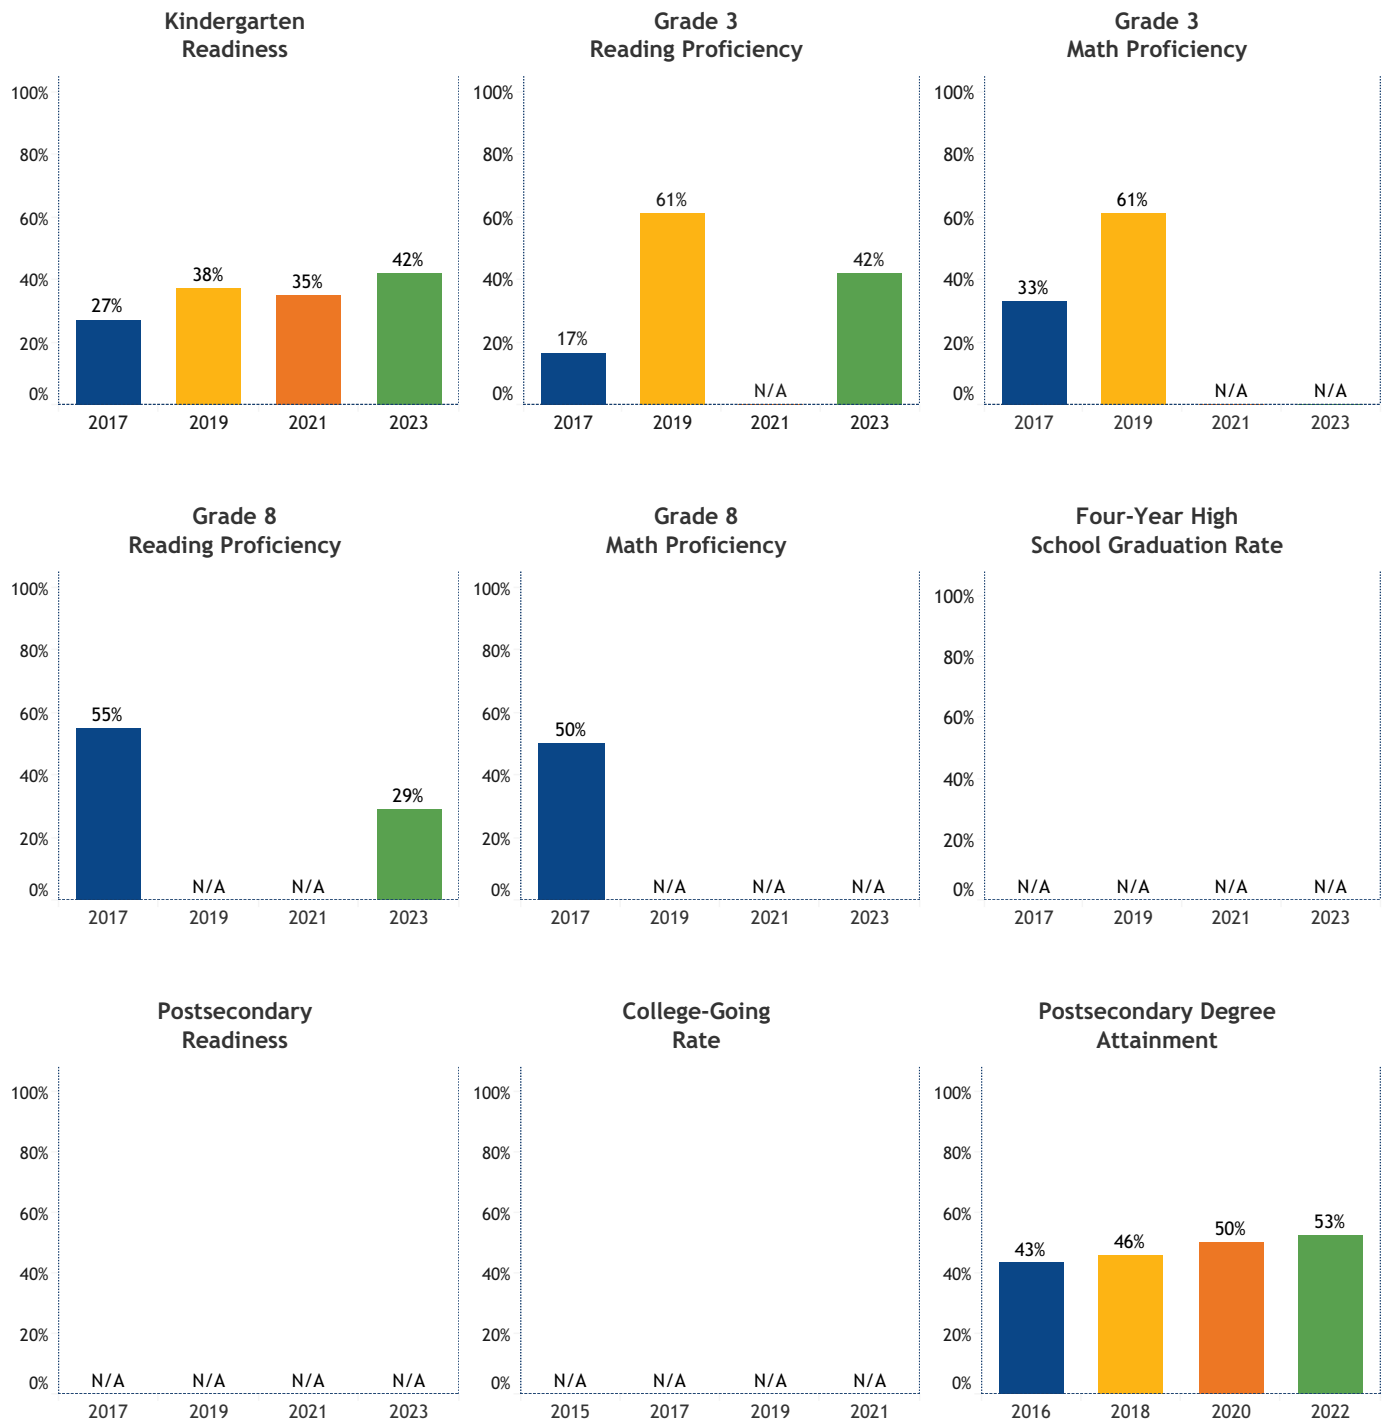 Kindergarten
Readiness
100%
80%
60%
40%
20%
0%
27%
38%
35%
42%
2017
2019
2021
2023
Grade 3
Reading Proficiency
100%
80%
60%
40%
20%
0%
17%
61%
N/A
42%
2017
2019
2021
2023
Grade 3
Math Proficiency
100%
80%
60%
40%
20%
0%
33%
61%
N/A
N/A
2017
2019
2021
2023
Grade 8
Reading Proficiency
100%
80%
60%
40%
20%
0%
55%
N/A
N/A
29%
2017
2019
2021
2023
Grade 8
Math Proficiency
100%
80%
60%
40%
20%
0%
50%
N/A
N/A
N/A
2017
2019
2021
2023
Four-Year High
School Graduation Rate
100%
80%
60%
40%
20%
0%
N/A
N/A
N/A
N/A
2017
2019
2021
2023
Postsecondary
Readiness
100%
80%
60%
40%
20%
0%
N/A
N/A
N/A
N/A
2017
2019
2021
2023
College-Going
Rate
100%
80%
60%
40%
20%
0%
N/A
N/A
N/A
N/A
2015
2017
2019
2021
Postsecondary Degree
Attainment
100%
80%
60%
40%
20%
0%
43%
46%
50%
53%
2016
2018
2020
2022